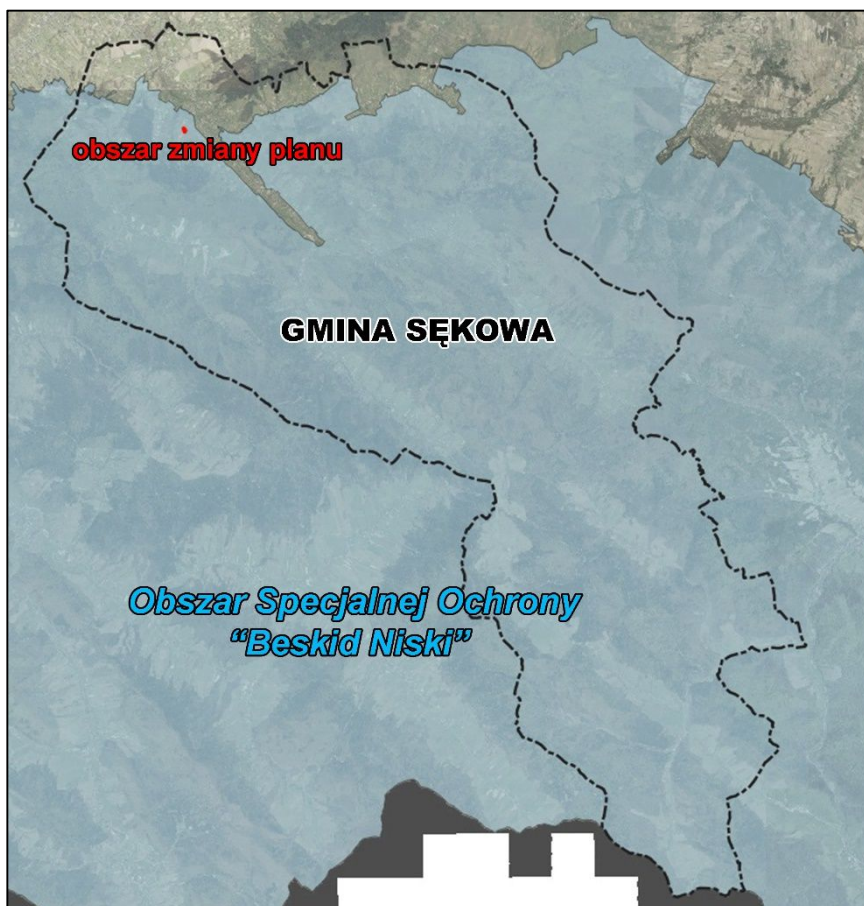 obszar zmiany planu
GMINA SĘKOWA
Obszar Specjalnej Ochrony
“Beskid Niski”